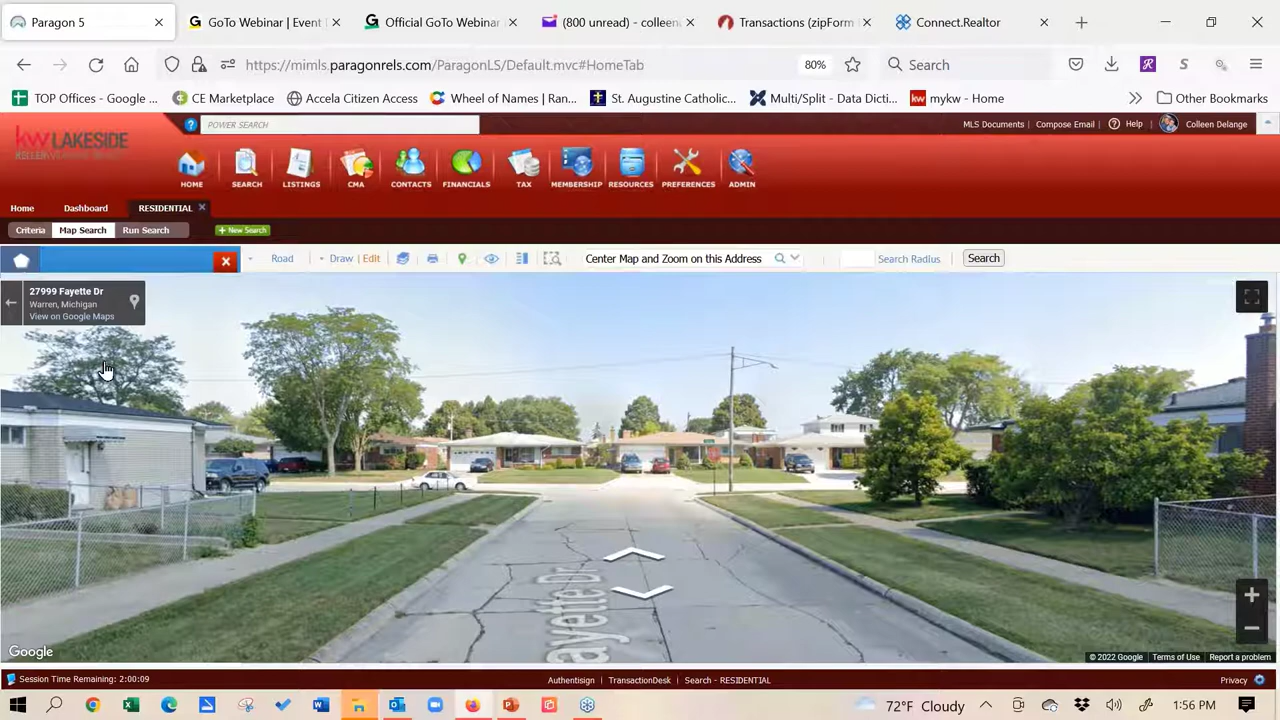 Paragon 5
GoTo Webinar | Event
Official GoTo Webinar
(800 unread) - colleen
Transactions (zipForm
Connect.Realtor
https://mimls.paragonrels.com/ParagonLS/Default.mvc#HomeTab
80%
Search
TOP Offices - Google ...
CE Marketplace
Accela Citizen Access
Wheel of Names | Ran...
St. Augustine Catholic...
Multi/Split - Data Dicti...
mykw - Home
Other Bookmarks
kw LAKESIDE
POWER SEARCH
MLS Documents
Compose Email
Help
Colleen Delange
HOME
SEARCH
LISTINGS
CMA
CONTACTS
FINANCIALS
TAX
MEMBERSHIP
RESOURCES
PREFERENCES
ADMIN
Home
Dashboard
RESIDENTIAL
Criteria
Map Search
Run Search
+ New Search
Road
Draw | Edit
Center Map and Zoom on this Address
Search Radius
Search
27999 Fayette Dr
Warren, Michigan
View on Google Maps
Fayette Dr
Google
© 2022 Google
Terms of Use
Report a problem
Session Time Remaining: 2:00:09
Authentisign
TransactionDesk
Search - RESIDENTIAL
Privacy
72°F Cloudy
1:56 PM